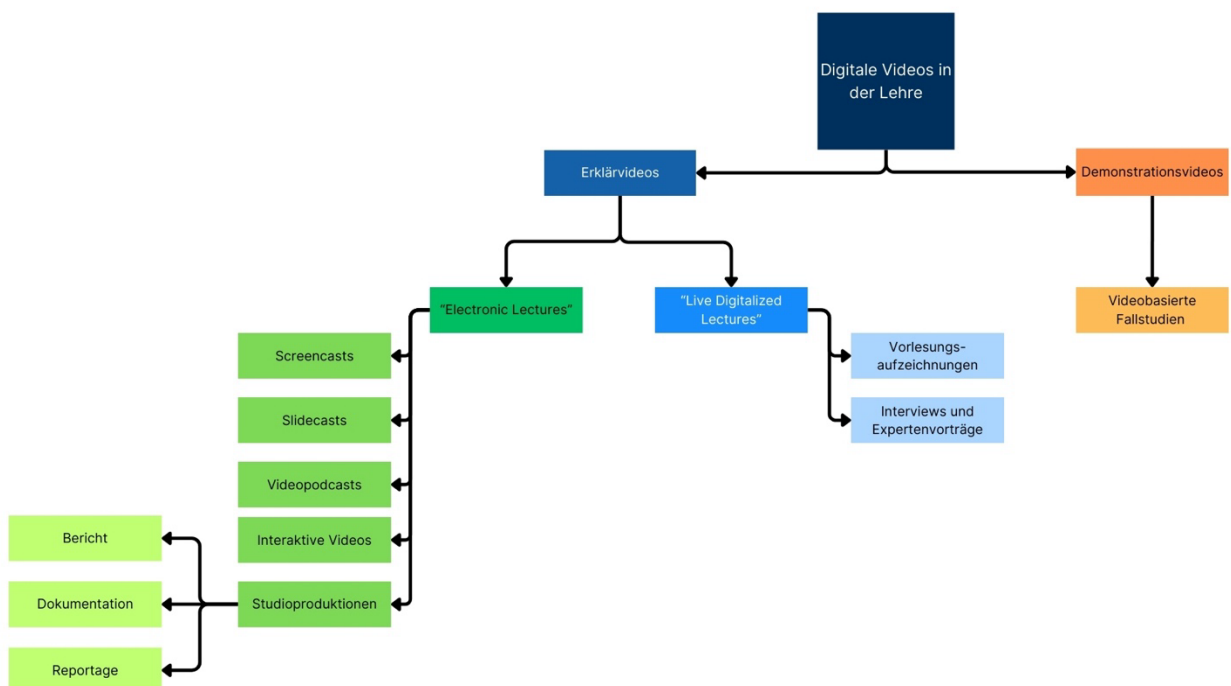 Digitale Videos in
der Lehre
Erklärvideos
Demonstrationsvideos
"Electronic Lectures"
"Live Digitalized
Lectures"
Videobasierte
Fallstudien
Screencasts
Vorlesungs-
aufzeichnungen
Slidecasts
Interviews und
Expertenvorträge
Videopodcasts
Interaktive Videos
Bericht
Studioproduktionen
Dokumentation
Reportage